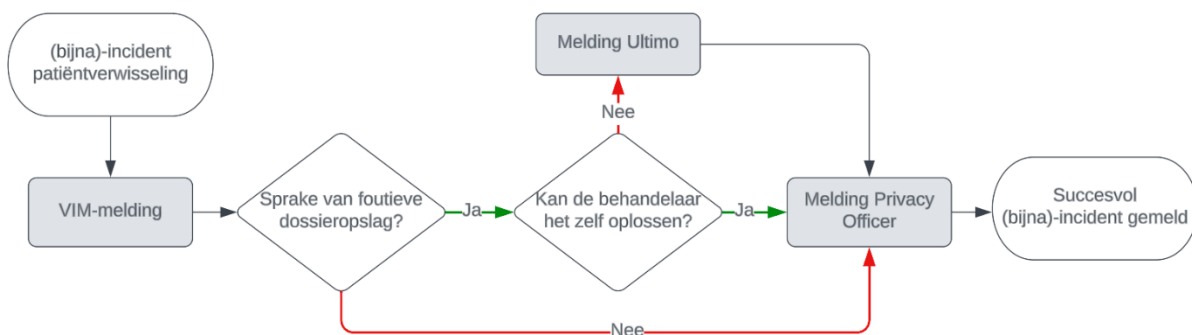 (bijna)-incident
patiëntverwisseling
VIM-melding
Sprake van foutieve
dossieropslag?
Ja
Nee
Kan de behandelaar
het zelf oplossen?
Nee
Ja
Melding Ultimo
Melding Privacy
Officer
Succesvol
(bijna)-incident gemeld